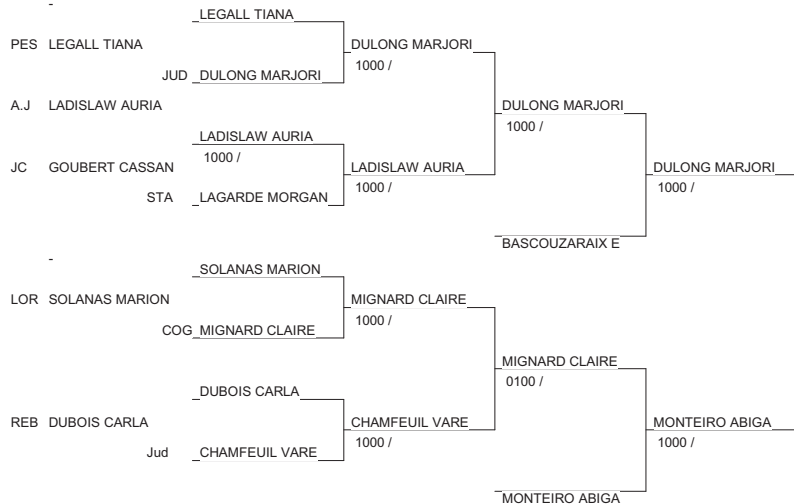 -
LEGALL TIANA
PES LEGALL TIANA
DULONG MARJORI
1000 /
JUD DULONG MARJORI
A.J LADISLAW AURIA
DULONG MARJORI
1000 /
LADISLAW AURIA
1000 /
JC GOUBERT CASSAN
LADISLAW AURIA
1000 /
DULONG MARJORI
1000 /
STA LAGARDE MORGAN
BASCOUZARAIX E
-
SOLANAS MARION
LOR SOLANAS MARION
MIGNARD CLAIRE
1000 /
COG MIGNARD CLAIRE
MIGNARD CLAIRE
0100 /
DUBOIS CARLA
REB DUBOIS CARLA
CHAMFEUIL VARE
1000 /
MONTEIRO ABIGA
1000 /
Jud CHAMFEUIL VARE
MONTEIRO ABIGA